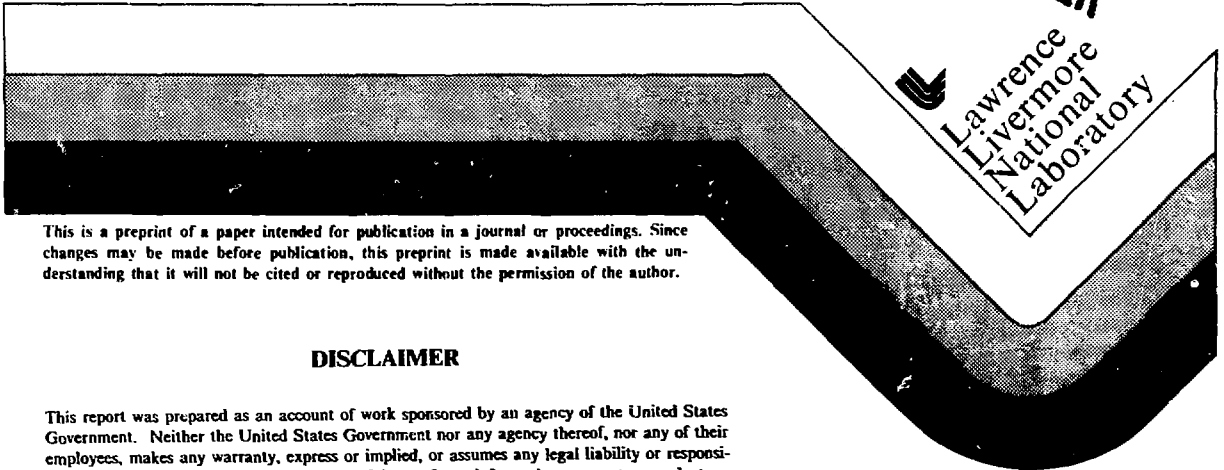 Lawrence
Livermore
National
Laboratory
This is a preprint of a paper intended for publication in a journal or proceedings. Since
changes may be made before publication, this preprint is made available with the un-
derstanding that it will not be cited or reproduced without the permission of the author.
DISCLAIMER
This report was prepared as an account of work sponsored by an agency of the United States
Government. Neither the United States Government nor any agency thereof, nor any of their
employees, makes any warranty, express or implied, or assumes any legal liability or responsi-